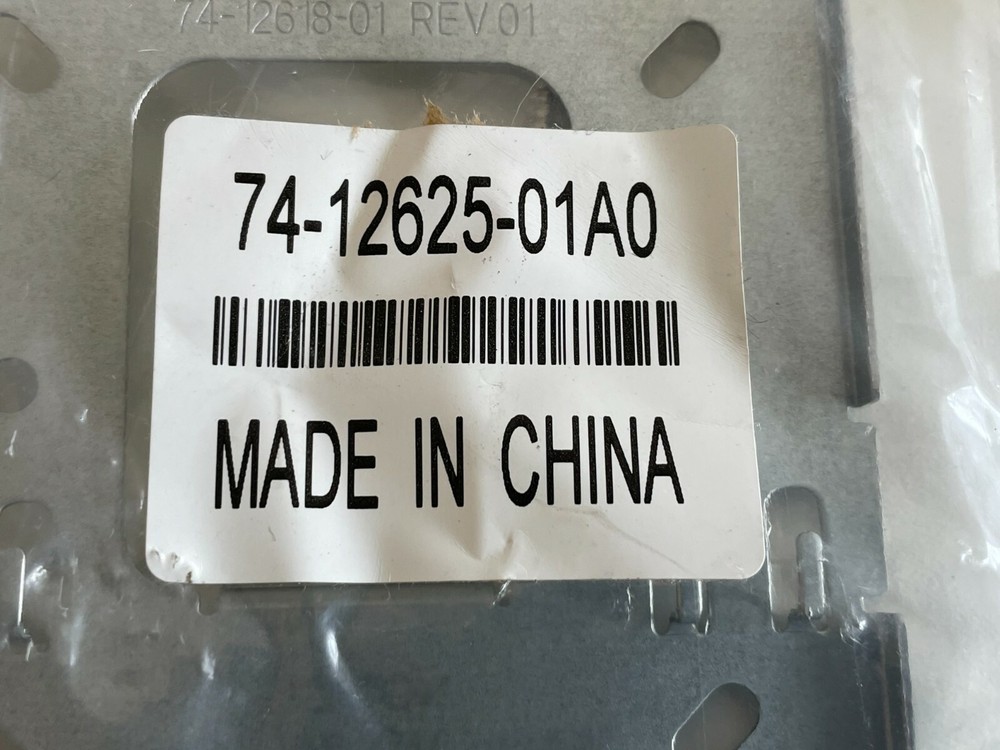 74-12618-01 REV 01
74-12625-01A0
MADE IN CHINA